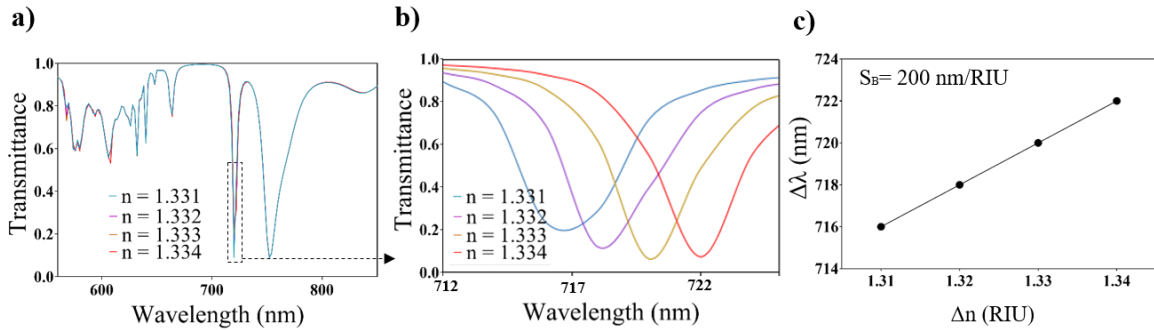 a)
Transmittance
1.0
0.8
0.6
0.4
0.2
0.0
n = 1.331
n = 1.332
n = 1.333
n = 1.334
600
700
800
Wavelength (nm)
b)
Transmittance
1.0
0.8
0.6
0.4
0.2
0.0
n = 1.331
n = 1.332
n = 1.333
n = 1.334
712
717
722
Wavelength (nm)
c)
Δλ (nm)
724
722
720
718
716
714
SB= 200 nm/RIU
1.31
1.32
1.33
1.34
Δn (RIU)